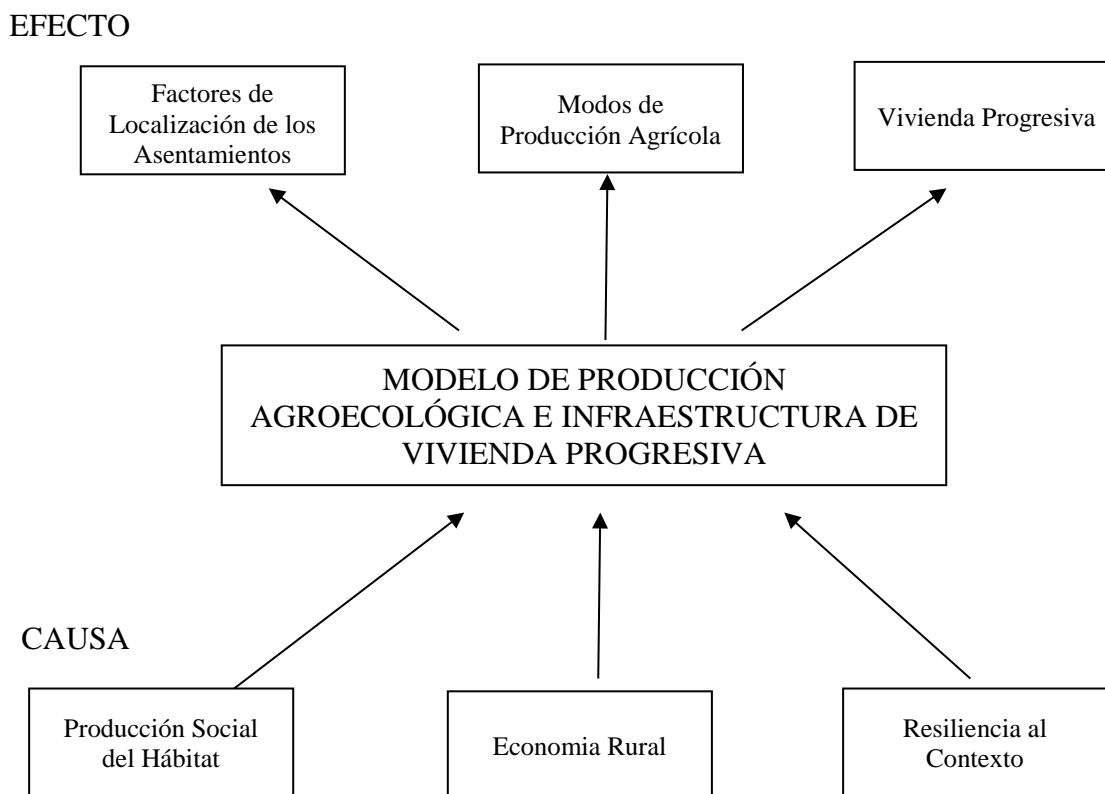 EFECTO
Factores de
Localización de los
Asentamientos
Modos de
Producción Agrícola
Vivienda Progresiva
MODELO DE PRODUCCIÓN
AGROECOLÓGICA E INFRAESTRUCTURA DE
VIVIENDA PROGRESIVA
CAUSA
Producción Social
del Hábitat
Economia Rural
Resiliencia al
Contexto